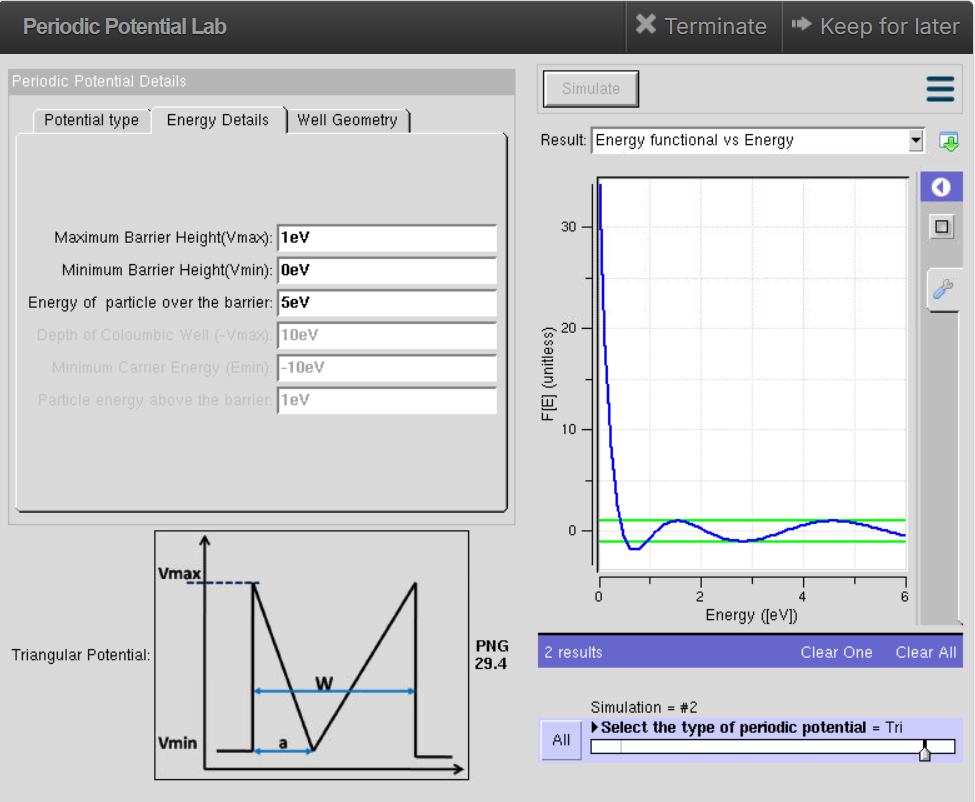 Periodic Potential Lab
Terminate
Keep for later
Periodic Potential Details
Potential type
Energy Details
Well Geometry
Maximum Barrier Height(Vmax): 1eV
Minimum Barrier Height(Vmin): 0eV
Energy of particle over the barrier: 5eV
Depth of Coloumbic Well (-Vmax): 10eV
Minimum Carrier Energy (Emin): -10eV
Particle energy above the barrier: 1eV
Triangular Potential:
Vmax
W
Vmin
a
PNG
29.4
Simulate
Result: Energy functional vs Energy
F[E] (unitless)
30
20
10
0
0 2 4 6
Energy ([eV])
2 results Clear One Clear All
Simulation = #2
All
Select the type of periodic potential = Tri